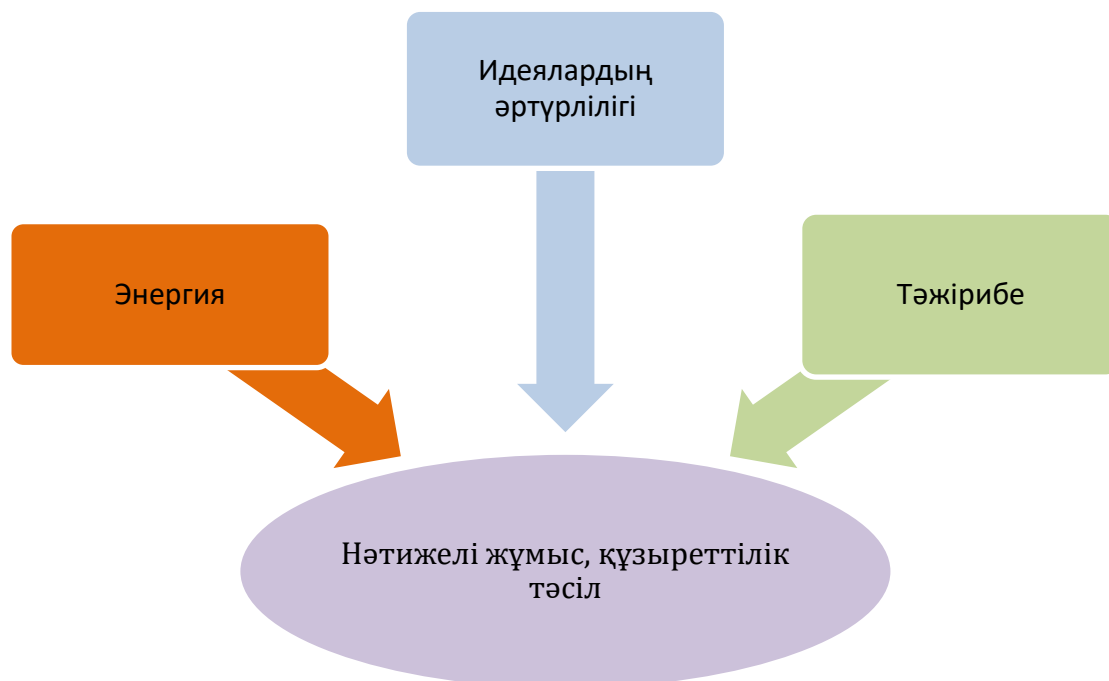 Идеялардың
әртүрлілігі
Энергия
Тәжірибе
Нәтижелі жұмыс, құзыреттілік
тәсіл